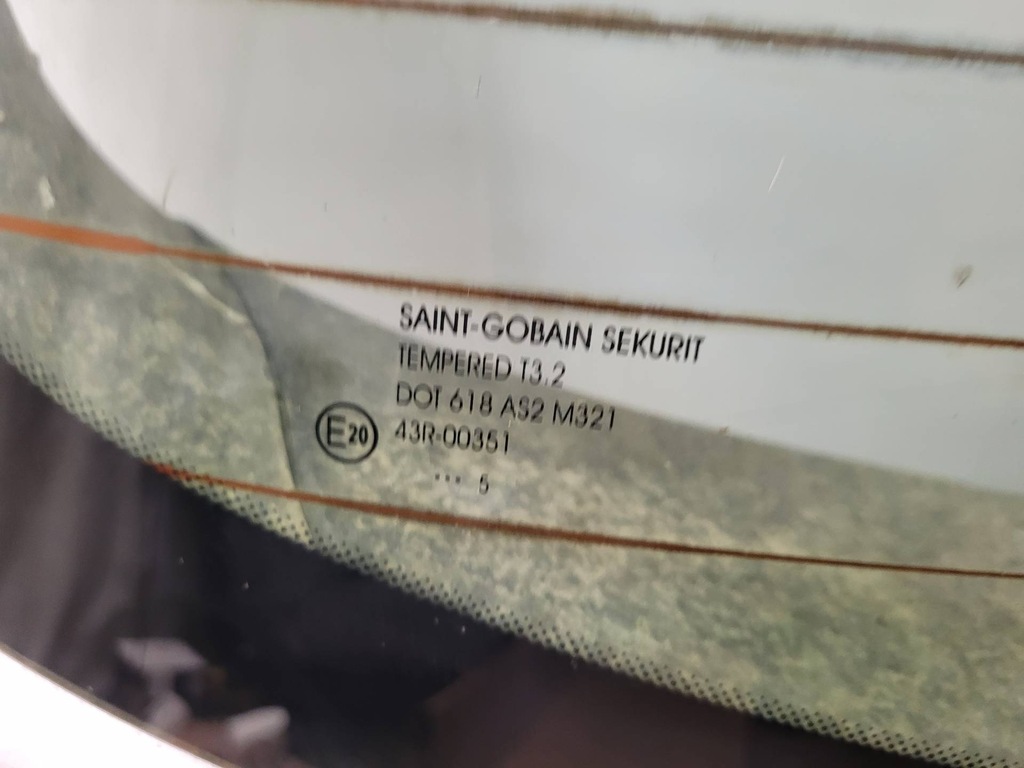 SAINT-GOBAIN SEKURIT
TEMPERED T3.2
DOT 618 AS2 M321
E20 43R-00351
... 5